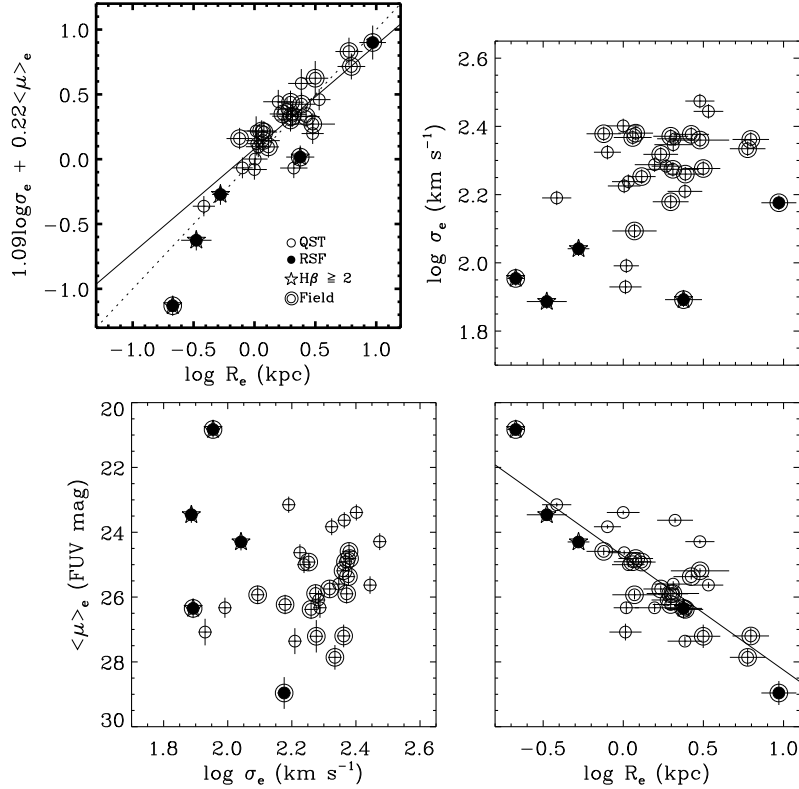 1.09logσe + 0.22<μ>e
1.0
0.5
0.0
−0.5
−1.0
QST
RSF
Hβ ≧ 2
Field
−1.0 −0.5 0.0 0.5 1.0
log Re (kpc)
log σe (km s−1)
2.6
2.4
2.2
2.0
1.8
<μ>e (FUV mag)
20
22
24
26
28
30
1.8 2.0 2.2 2.4 2.6
log σe (km s−1)
−0.5 0.0 0.5 1.0
log Re (kpc)